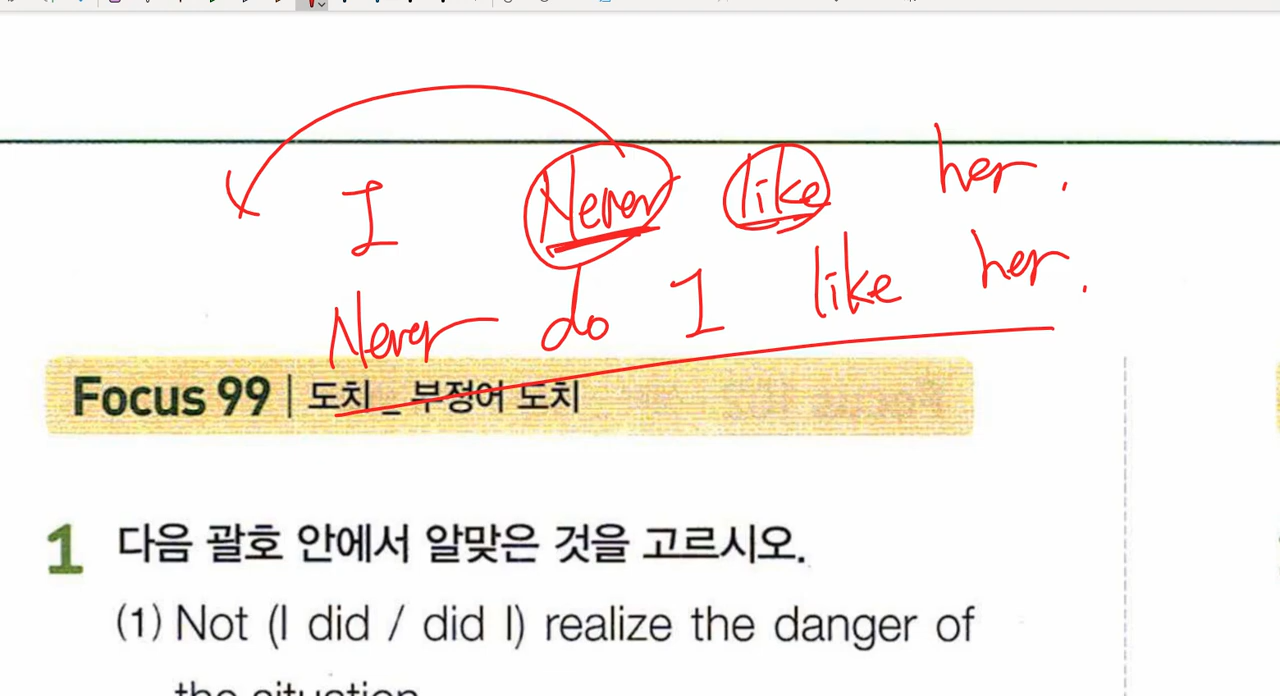 I Never like her.
Never do I like her.
Focus 99 | 도치 _ 부정어 도치
1 다음 괄호 안에서 알맞은 것을 고르시오.
(1) Not (I did / did I) realize the danger of
the situation